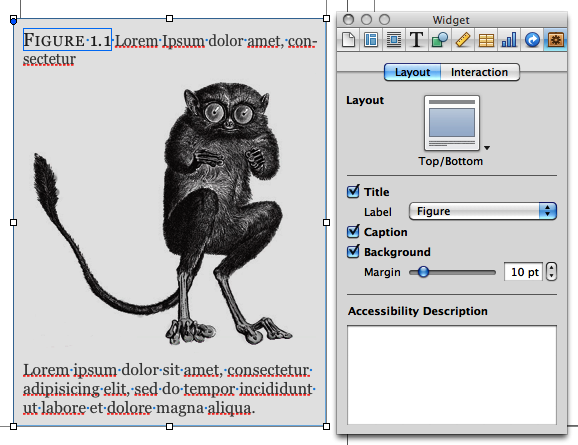 FIGURE 1.1 Lorem Ipsum dolor amet, con-
sectetur
Lorem ipsum dolor sit amet, consectetur
adipisicing elit, sed do tempor incididunt
ut labore et dolore magna aliqua.
Widget
T
Layout Interaction
Layout
Top/Bottom
Title
Label Figure
Caption
Background
Margin 10 pt
Accessibility Description